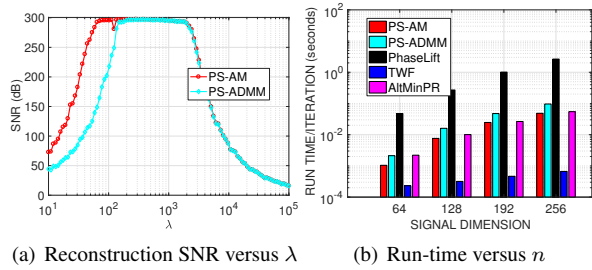 300
250
200
150
100
50
0
SNR (dB)
PS-AM
PS-ADMM
10^1
10^2
10^3
10^4
10^5
λ
(a) Reconstruction SNR versus λ
RUN TIME/ITERATION (seconds)
10^2
10^0
10^-2
10^-4
PS-AM
PS-ADMM
PhaseLift
TWF
AltMinPR
64
128
192
256
SIGNAL DIMENSION
(b) Run-time versus n